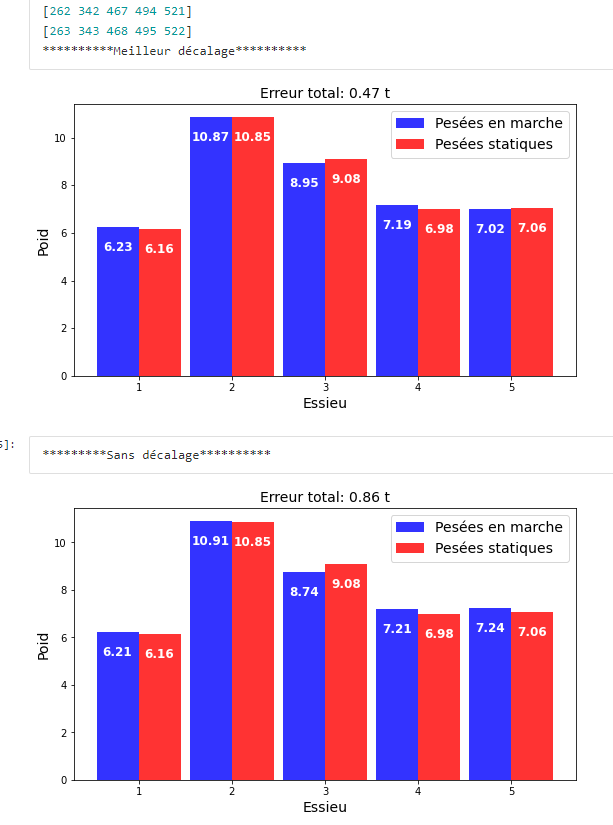 [262 342 467 494 521]
[263 343 468 495 522]
**********Meilleur décalage**********
Erreur total: 0.47 t
Pesées en marche
Pesées statiques
10
8
6
4
2
0
Poid
6.23 6.16 10.87 10.85 8.95 9.08 7.19 6.98 7.02 7.06
1 2 3 4 5
Essieu
]:
*********Sans décalage**********
Erreur total: 0.86 t
Pesées en marche
Pesées statiques
10
8
6
4
2
0
Poid
6.21 6.16 10.91 10.85 8.74 9.08 7.21 6.98 7.24 7.06
1 2 3 4 5
Essieu